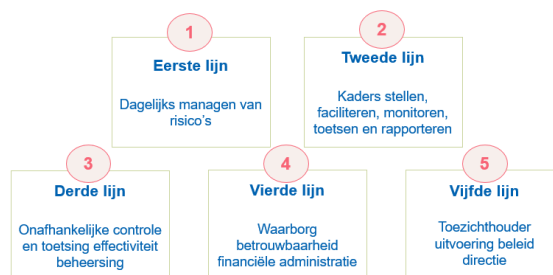 1
Eerste lijn
Dagelijks managen van
risico's
2
Tweede lijn
Kaders stellen,
faciliteren, monitoren,
toetsen en rapporteren
3
Derde lijn
Onafhankelijke controle
en toetsing effectiviteit
beheersing
4
Vierde lijn
Waarborg
betrouwbaarheid
financiële administratie
5
Vijfde lijn
Toezichthouder
uitvoering beleid
directie